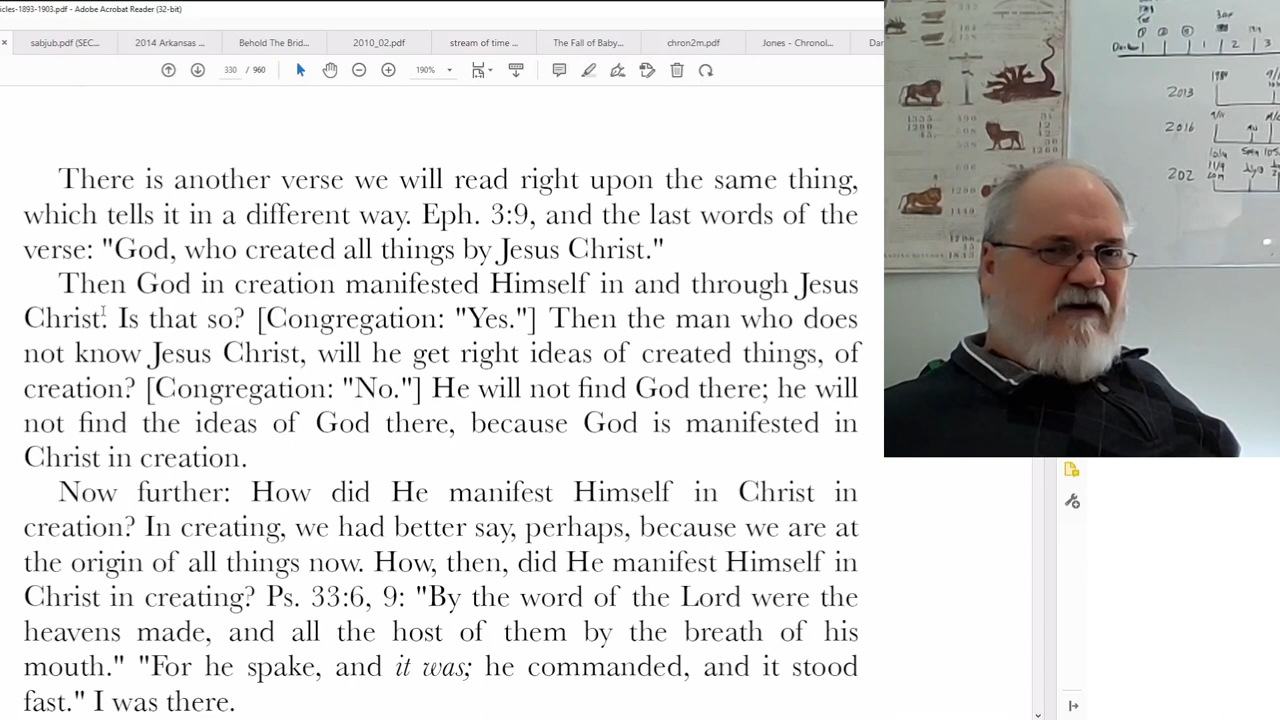 icles-1893-1903.pdf - Adobe Acrobat Reader (32-bit)
sabjub.pdf (SEC... 2014 Arkansas ... Behold The Brid... 2010_02.pdf stream of time ... The Fall of Baby... chron2m.pdf Jones - Chronol... Dar
330 / 960 190%
There is another verse we will read right upon the same thing,
which tells it in a different way. Eph. 3:9, and the last words of the
verse: "God, who created all things by Jesus Christ."
Then God in creation manifested Himself in and through Jesus
Christ. Is that so? [Congregation: "Yes."] Then the man who does
not know Jesus Christ, will he get right ideas of created things, of
creation? [Congregation: "No."] He will not find God there; he will
not find the ideas of God there, because God is manifested in
Christ in creation.
Now further: How did He manifest Himself in Christ in
creation? In creating, we had better say, perhaps, because we are at
the origin of all things now. How, then, did He manifest Himself in
Christ in creating? Ps. 33:6, 9: "By the word of the Lord were the
heavens made, and all the host of them by the breath of his
mouth." "For he spake, and it was; he commanded, and it stood
fast." I was there.
1989
2013
2016
202